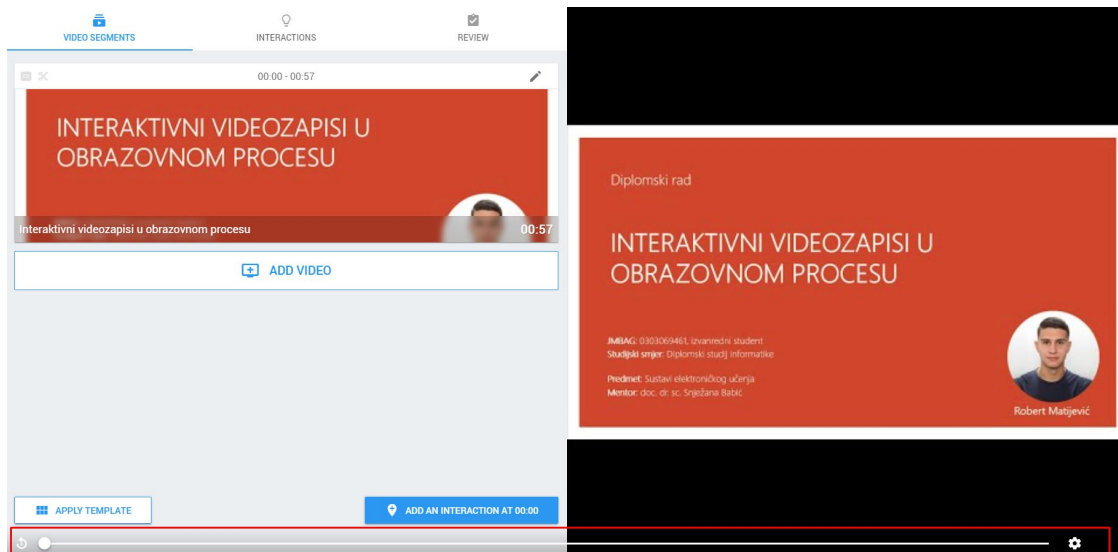 VIDEO SEGMENTS
INTERACTIONS
REVIEW
00:00 - 00:57
INTERAKTIVNI VIDEOZAPISI U
OBRAZOVNOM PROCESU
Interaktivni videozapisi u obrazovnom procesu
00:57
ADD VIDEO
APPLY TEMPLATE
ADD AN INTERACTION AT 00:00
Diplomski rad
INTERAKTIVNI VIDEOZAPISI U
OBRAZOVNOM PROCESU
JMBAG: 0303069461, izvanredni student
Studijski smjer: Diplomski studij informatike
Predmet: Sustavi elektroničkog učenja
Mentor: doc. dr. sc. Snježana Babić
Robert Matijević